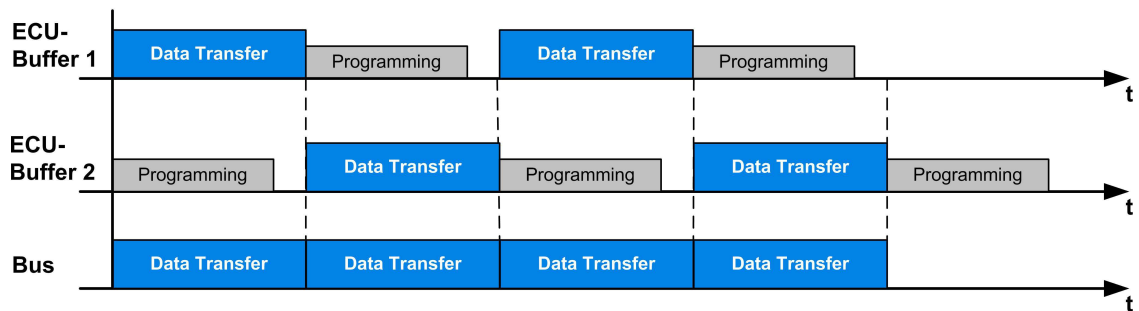 ECU-
Buffer 1
Data Transfer
Programming
Data Transfer
Programming
t
ECU-
Buffer 2
Programming
Data Transfer
Programming
Data Transfer
Programming
t
Bus
Data Transfer
Data Transfer
Data Transfer
Data Transfer
t